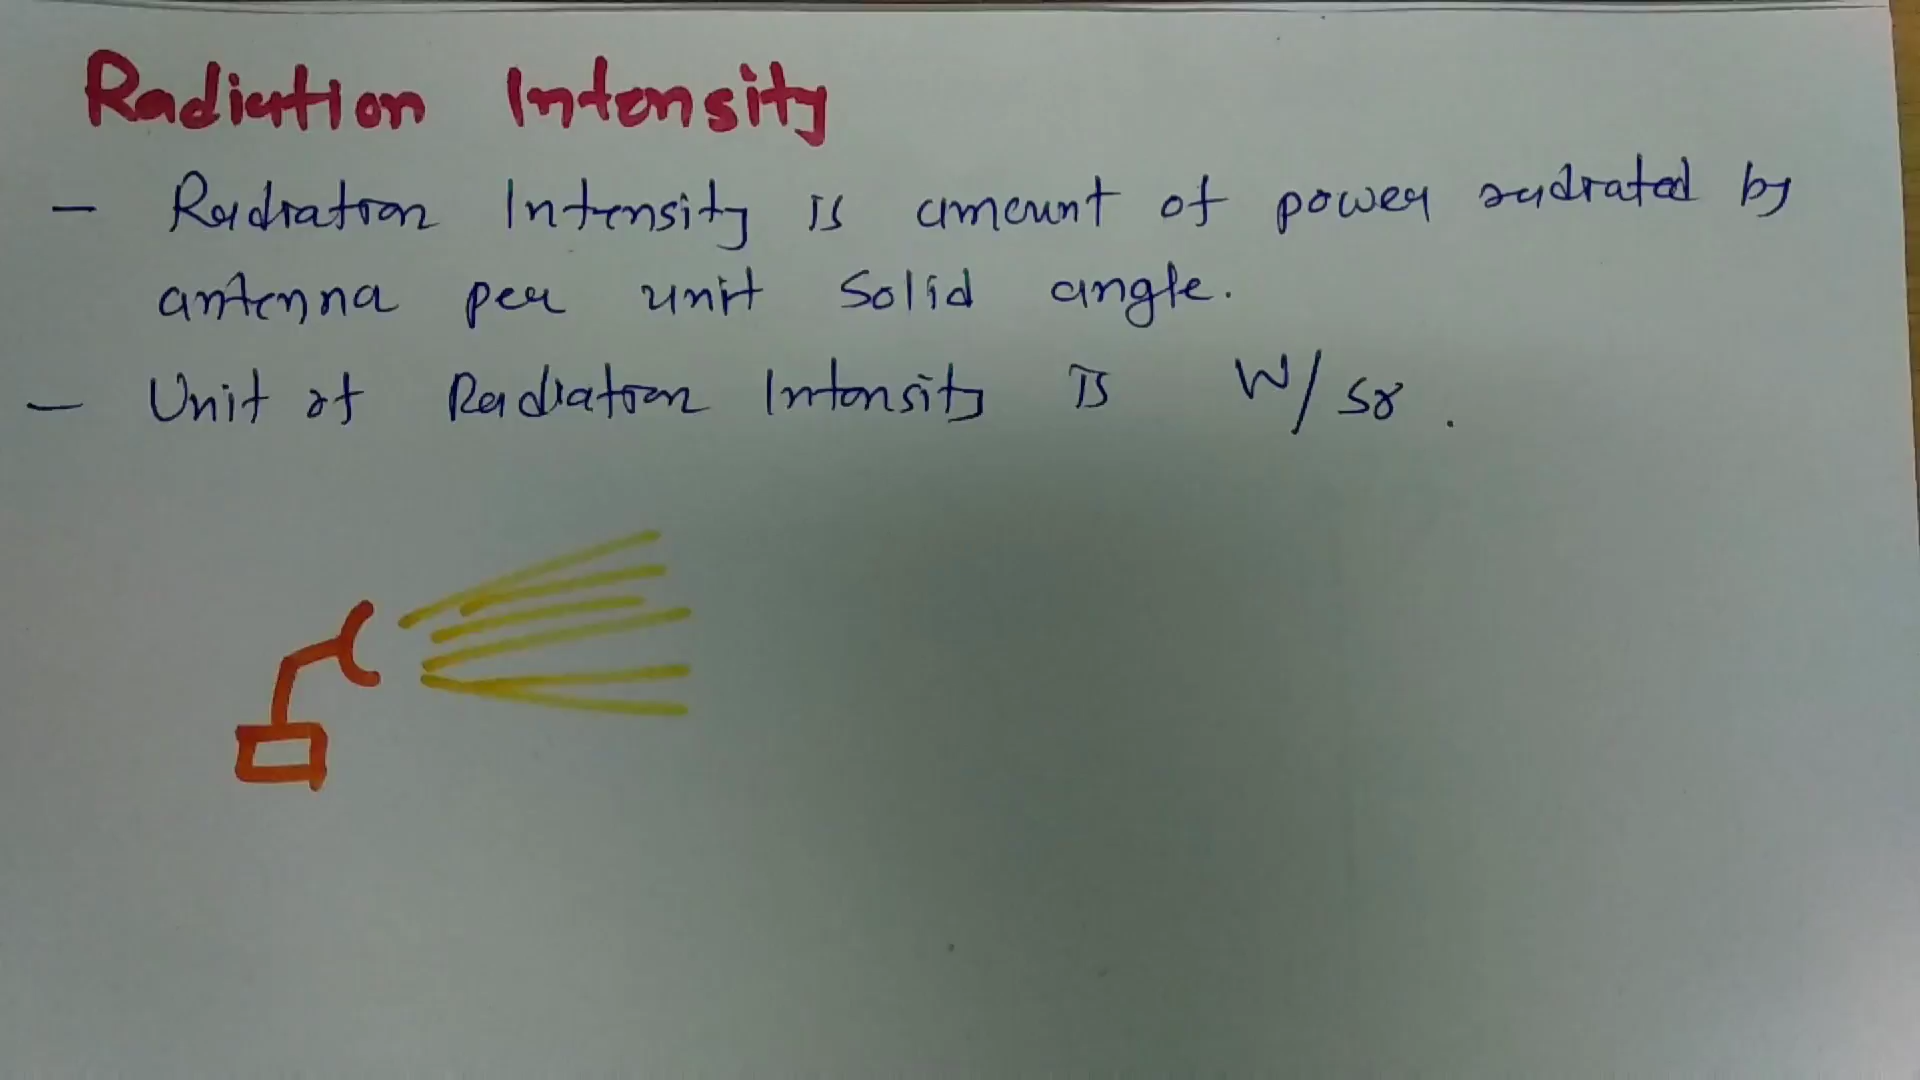 Radiation Intensity
- Radiation Intensity is amount of power radiated by
antenna per unit solid angle.
- Unit of Radiation Intensity is W/sr.